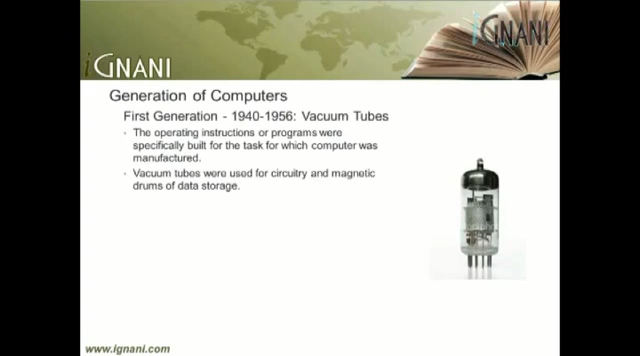 iGNANI
iGNANI
Generation of Computers
First Generation - 1940-1956: Vacuum Tubes
• The operating instructions or programs were
specifically built for the task for which computer was
manufactured.
• Vacuum tubes were used for circuitry and magnetic
drums of data storage.
www.ignani.com